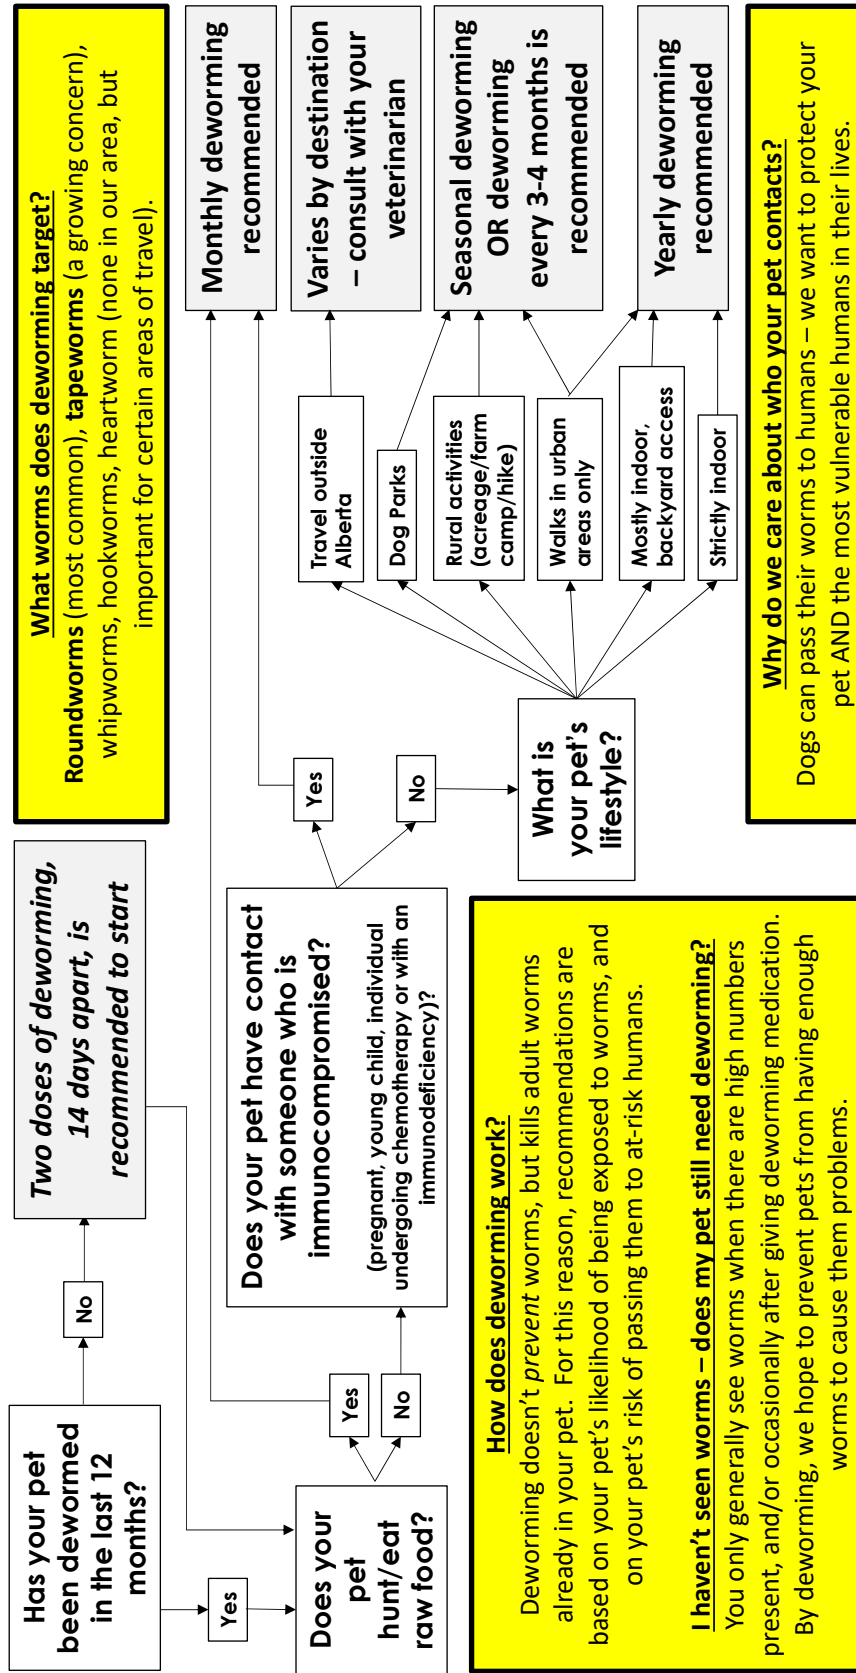 Has your pet
been dewormed
in the last 12
months?
No
Two doses of deworming,
14 days apart, is
recommended to start
What worms does deworming target?
Roundworms (most common), tapeworms (a growing concern),
whipworms, hookworms, heartworm (none in our area, but
important for certain areas of travel).
Yes
Does your
pet
hunt/eat
raw food?
Yes
No
Does your pet have contact
with someone who is
immunocompromised?
(pregnant, young child, individual
undergoing chemotherapy or with an
immunodeficiency)?
Yes
No
What is
your pet's
lifestyle?
Travel outside
Alberta
Dog Parks
Rural activities
(acreage/farm
camp/hike)
Walks in urban
areas only
Mostly indoor,
backyard access
Strictly indoor
Monthly deworming
recommended
Varies by destination
– consult with your
veterinarian
Seasonal deworming
OR deworming
every 3-4 months is
recommended
Yearly deworming
recommended
How does deworming work?
Deworming doesn't prevent worms, but kills adult worms
already in your pet. For this reason, recommendations are
based on your pet's likelihood of being exposed to worms, and
on your pet's risk of passing them to at-risk humans.
I haven't seen worms – does my pet still need deworming?
You only generally see worms when there are high numbers
present, and/or occasionally after giving deworming medication.
By deworming, we hope to prevent pets from having enough
worms to cause them problems.
Why do we care about who your pet contacts?
Dogs can pass their worms to humans – we want to protect your
pet AND the most vulnerable humans in their lives.